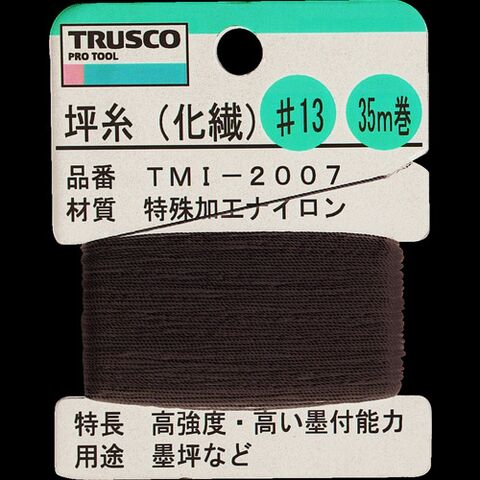 TRUSCO
PRO TOOL
坪糸（化繊）
♯13
35m巻
品番　TMI－2007
材質　特殊加工ナイロン
特長　高強度・高い墨付能力
用途　墨坪など